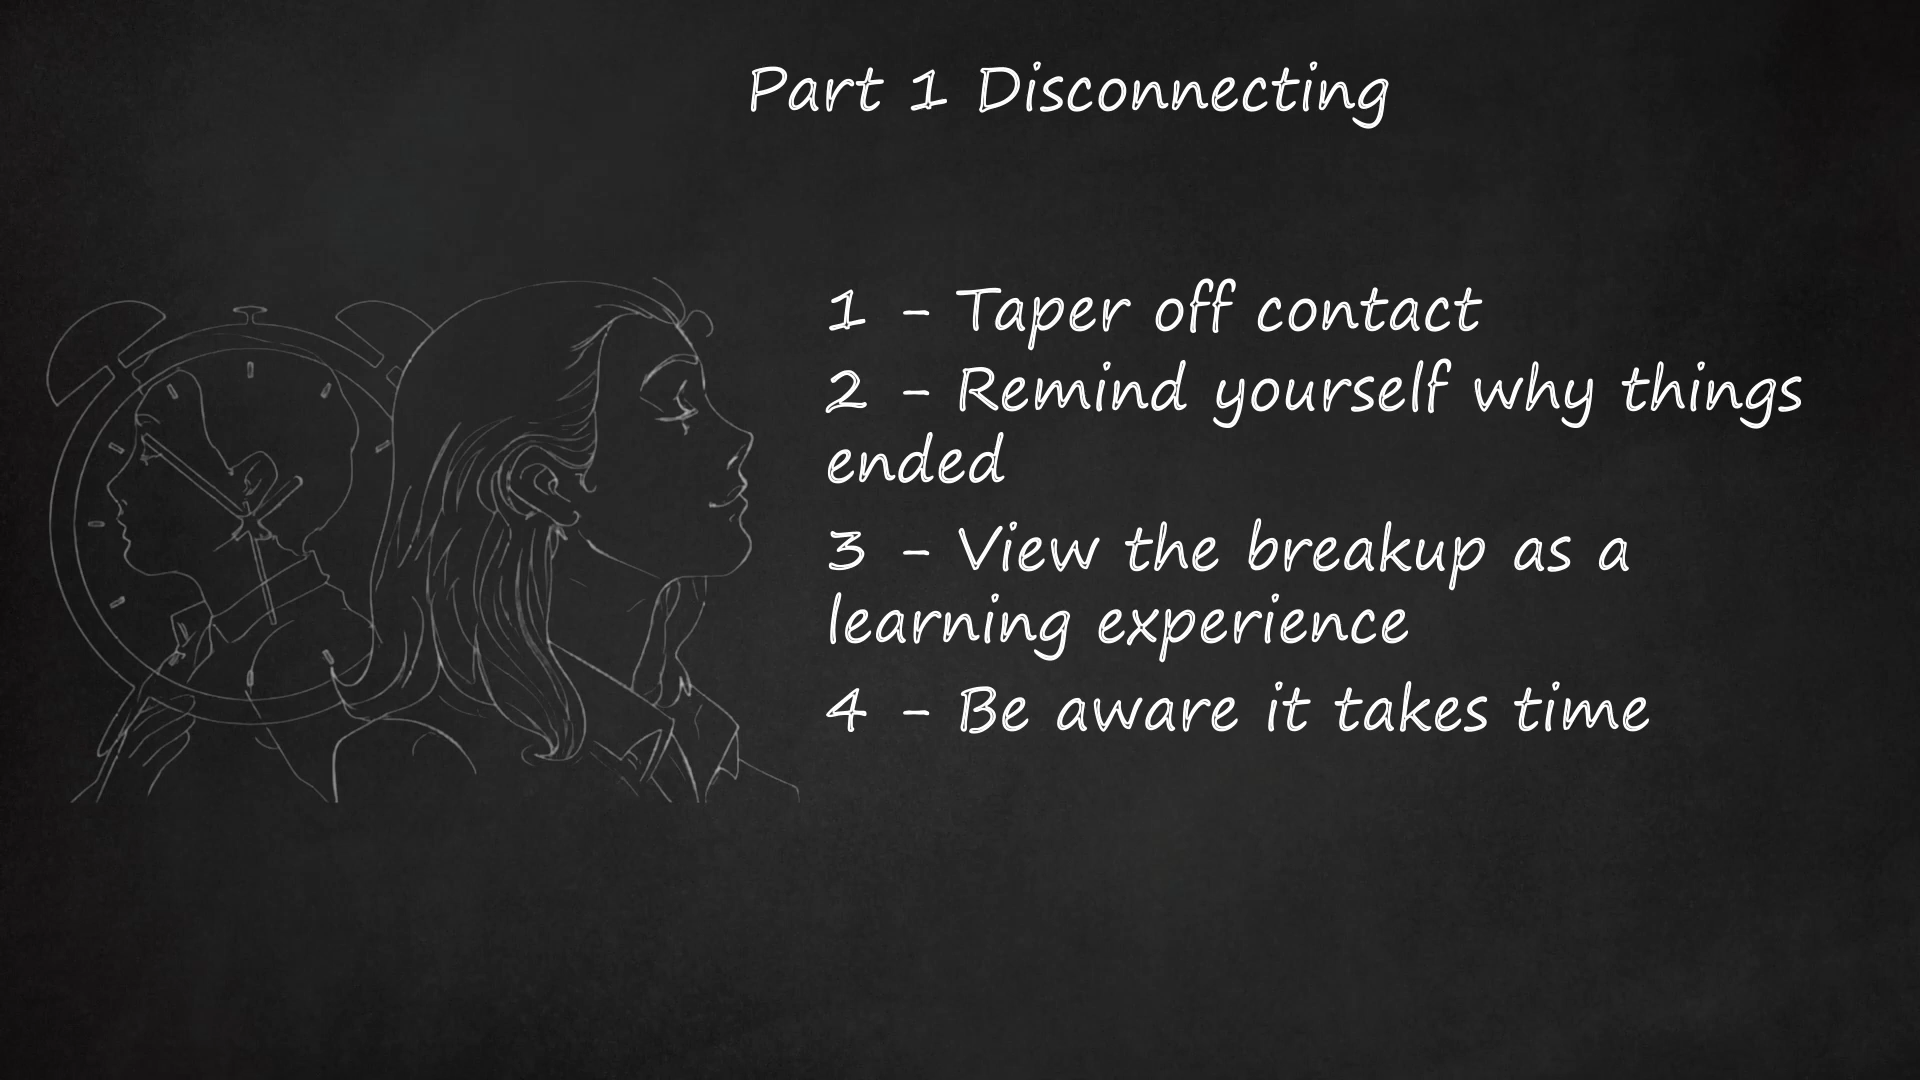 Part 1 Disconnecting
1 - Taper off contact
2 - Remind yourself why things
ended
3 - View the breakup as a
learning experience
4 - Be aware it takes time